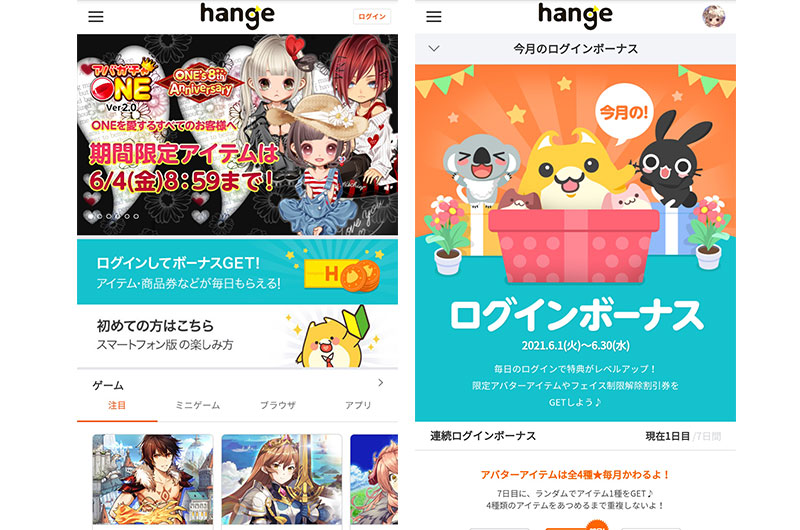 hange
ログイン
アバガチャ
ONE
Ver2.0
ONE's 8th
Anniversary
ONEを愛するすべてのお客様へ
期間限定アイテムは
6/4(金)8:59まで!
Love you
ログインしてボーナスGET!
アイテム・商品券などが毎日もらえる!
H
初めての方はこちら
スマートフォン版 の楽しみ方
ゲーム
注目
ミニゲーム
ブラウザ
アプリ
hange
今月のログインボーナス
今月の!
ログインボーナス
2021.6.1(火)〜6.30(水)
毎日のログインで特典がレベルアップ!
限定アバターアイテムやフェイス制限解除割引券を
GETしよう♪
連続ログインボーナス
現在1日目 /7日間
アバターアイテムは全4種★毎月かわるよ!
7日目に、ランダムでアイテム1種をGET♪
4種類のアイテムをあつめるまで重複しないよ!